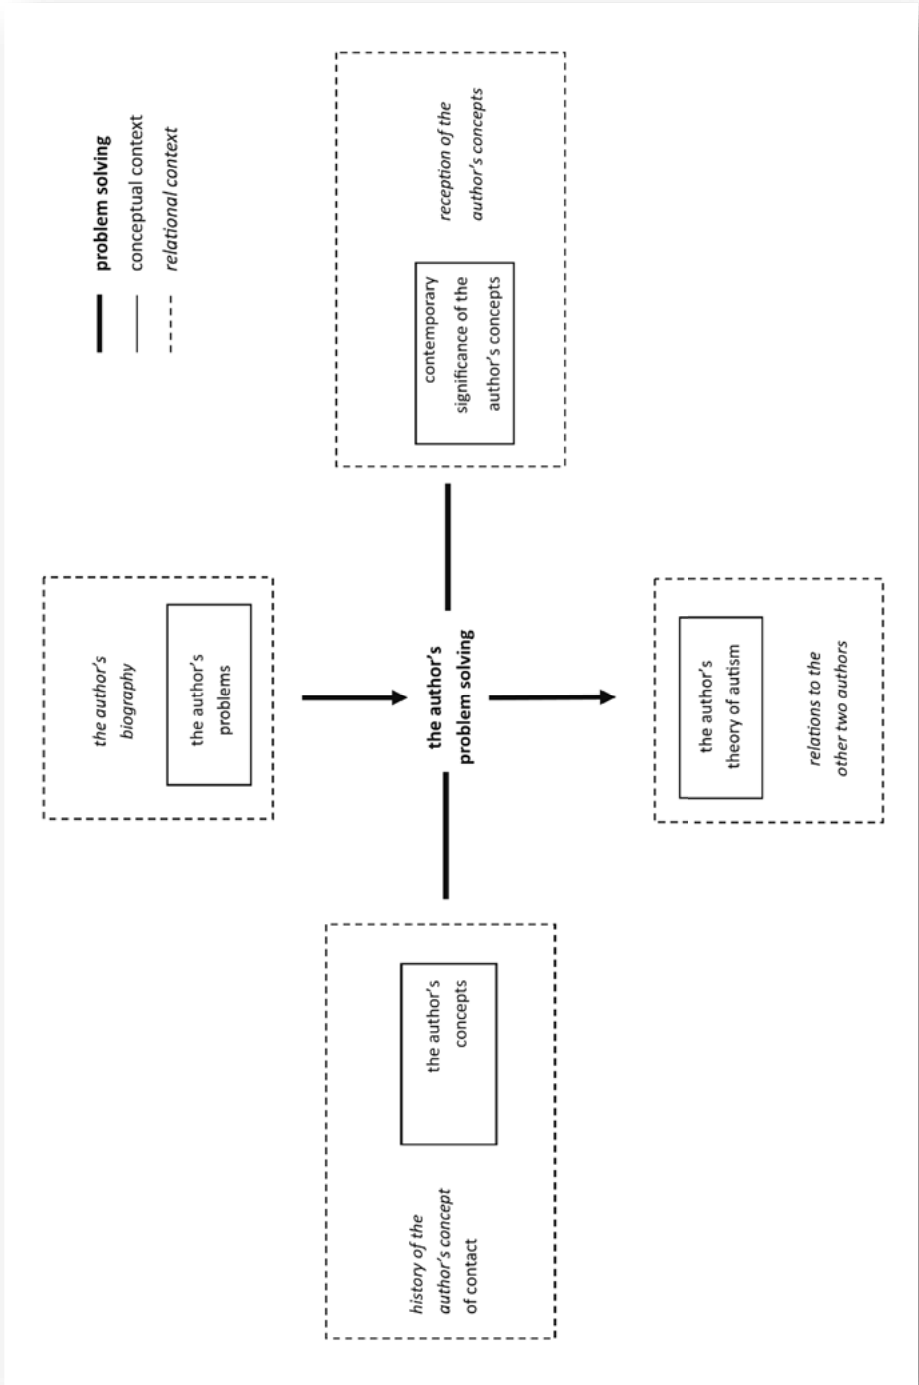 the author's
biography
the author's
problems
problem solving
conceptual context
relational context
history of the
author's concept
of contact
the author's
concepts
the author's
problem solving
contemporary
significance of the
author's concepts
reception of the
author's concepts
the author's
theory of autism
relations to the
other two authors